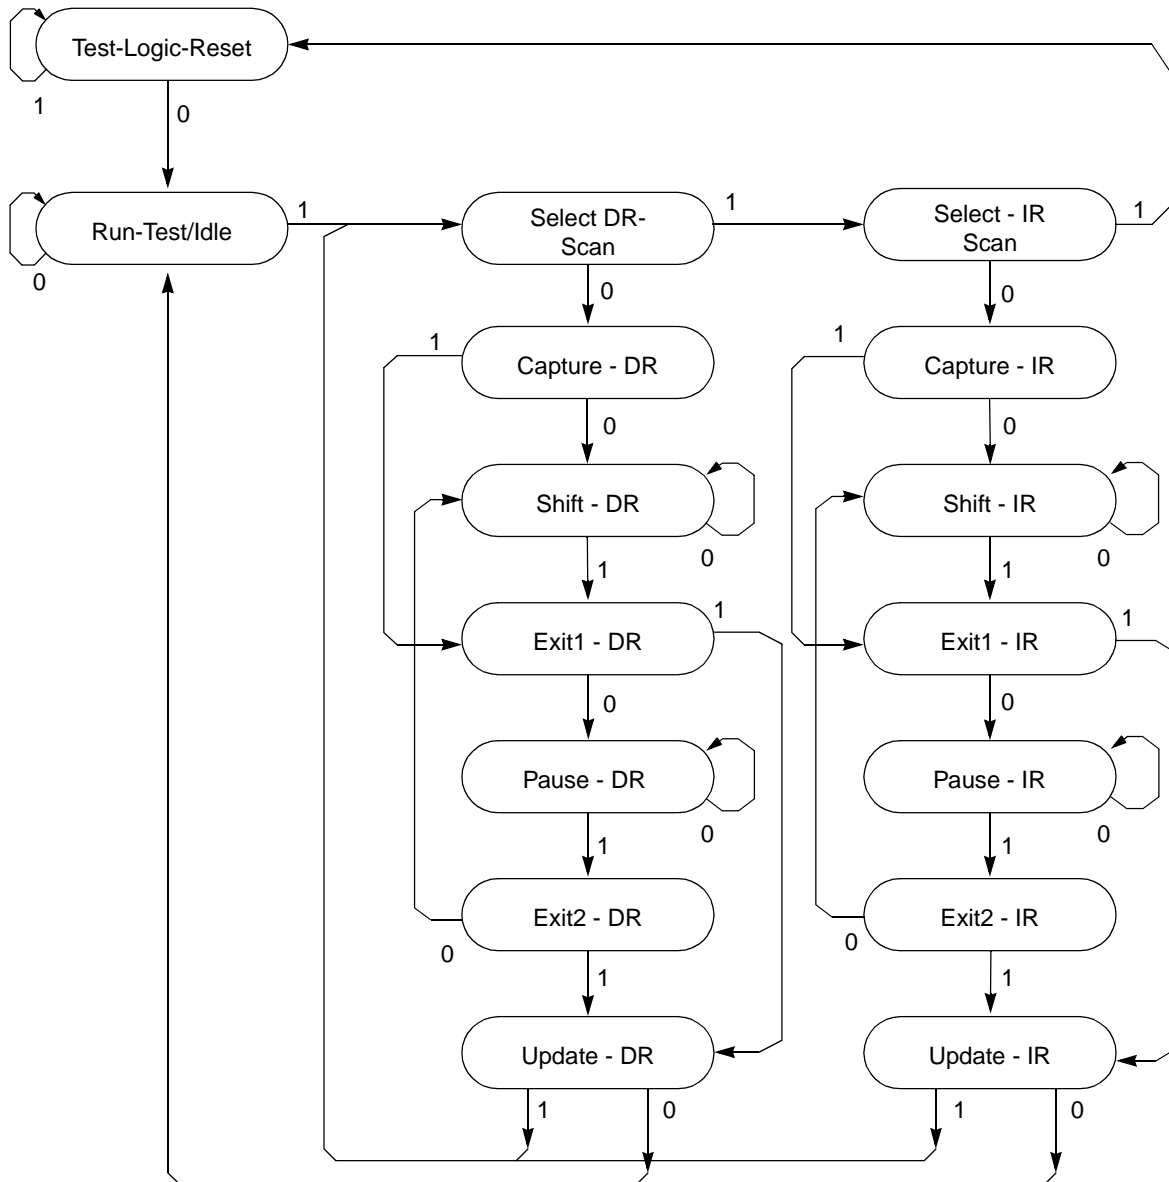 Test-Logic-Reset
1
0
Run-Test/Idle
1
0
Select DR-
Scan
1
0
Select - IR
Scan
1
0
1
Capture - DR
0
1
Capture - IR
0
Shift - DR
0
1
Shift - IR
0
1
Exit1 - DR
1
0
Exit1 - IR
1
0
Pause - DR
0
1
Pause - IR
0
1
Exit2 - DR
0
1
Exit2 - IR
0
1
Update - DR
1
0
Update - IR
1
0